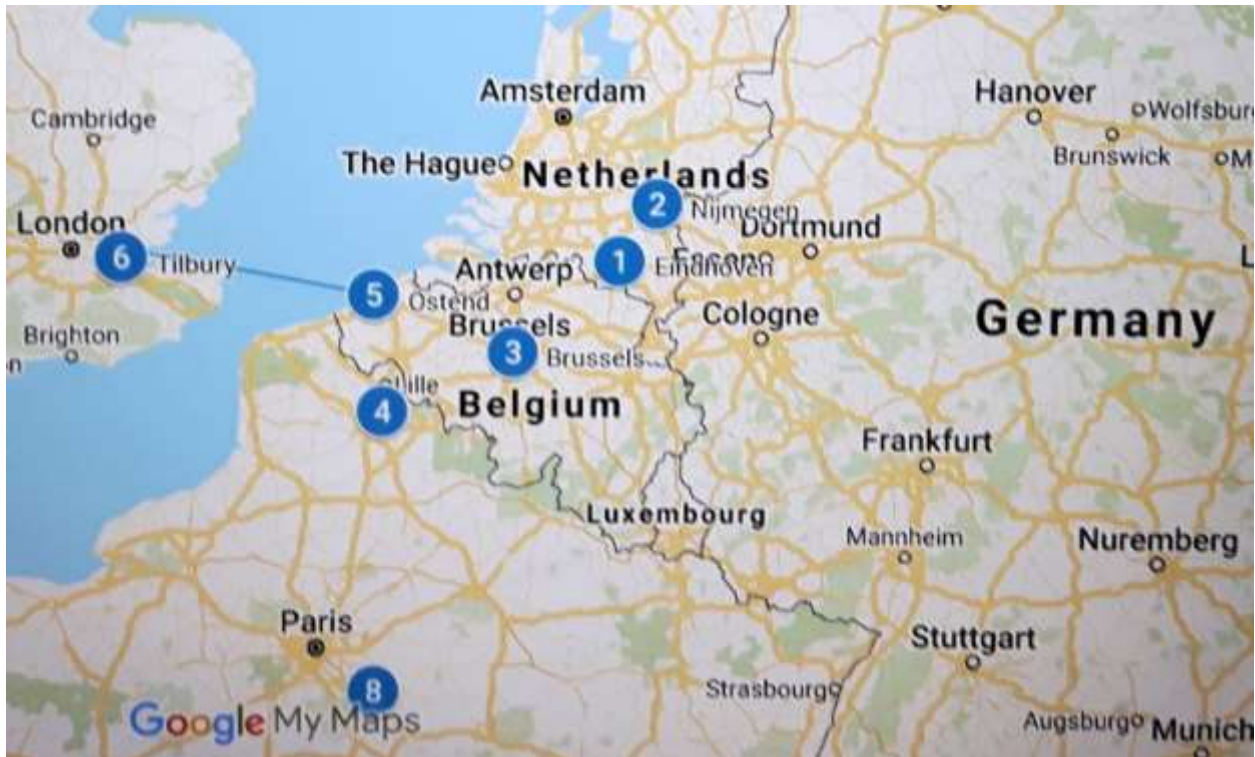 Amsterdam
Hanover
Cambridge
Wolfsburg
Brunswick
The Hague
Netherlands
2
Nijmegen
Dortmund
London
6
Tilbury
1
Eindhoven
Antwerp
5
Ostend
Brussels
Cologne
Germany
Brighton
3
Brussels
Lille
4
Belgium
Frankfurt
Luxembourg
Mannheim
Nuremberg
Paris
Stuttgart
8
Strasbourg
Google My Maps
Augsburg
Munich